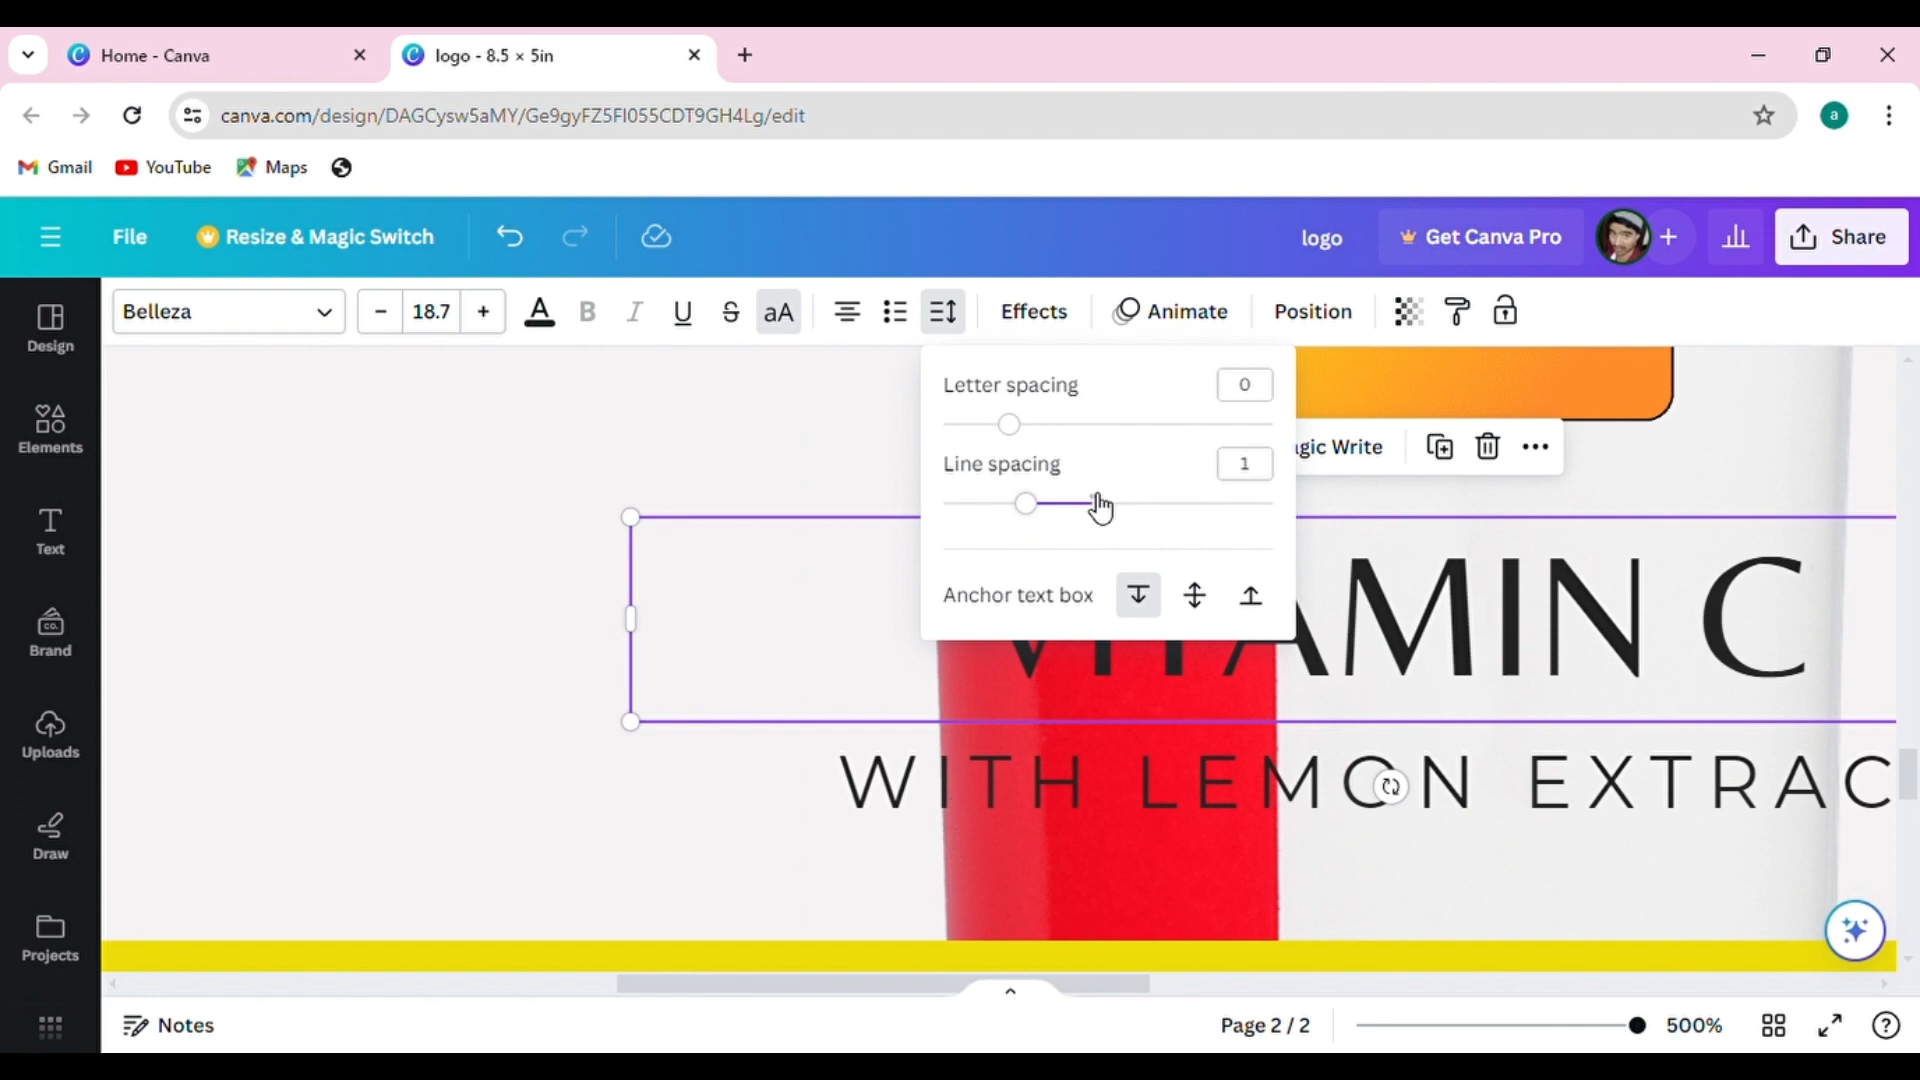 Home - Canva
logo - 8.5 × 5in
canva.com/design/DAGCysw5aMY/Ge9gyFZ5FI055CDT9GH4Lg/edit
a
Gmail
YouTube
Maps
File
Resize & Magic Switch
logo
Get Canva Pro
Share
Belleza
18.7
B
I
U
S
aA
Effects
Animate
Position
Design
Elements
Text
Brand
Uploads
Draw
Projects
Letter spacing
0
Line spacing
1
Anchor text box
gic Write
VITAMIN C
WITH LEMON EXTRAC
Notes
Page 2 / 2
500%